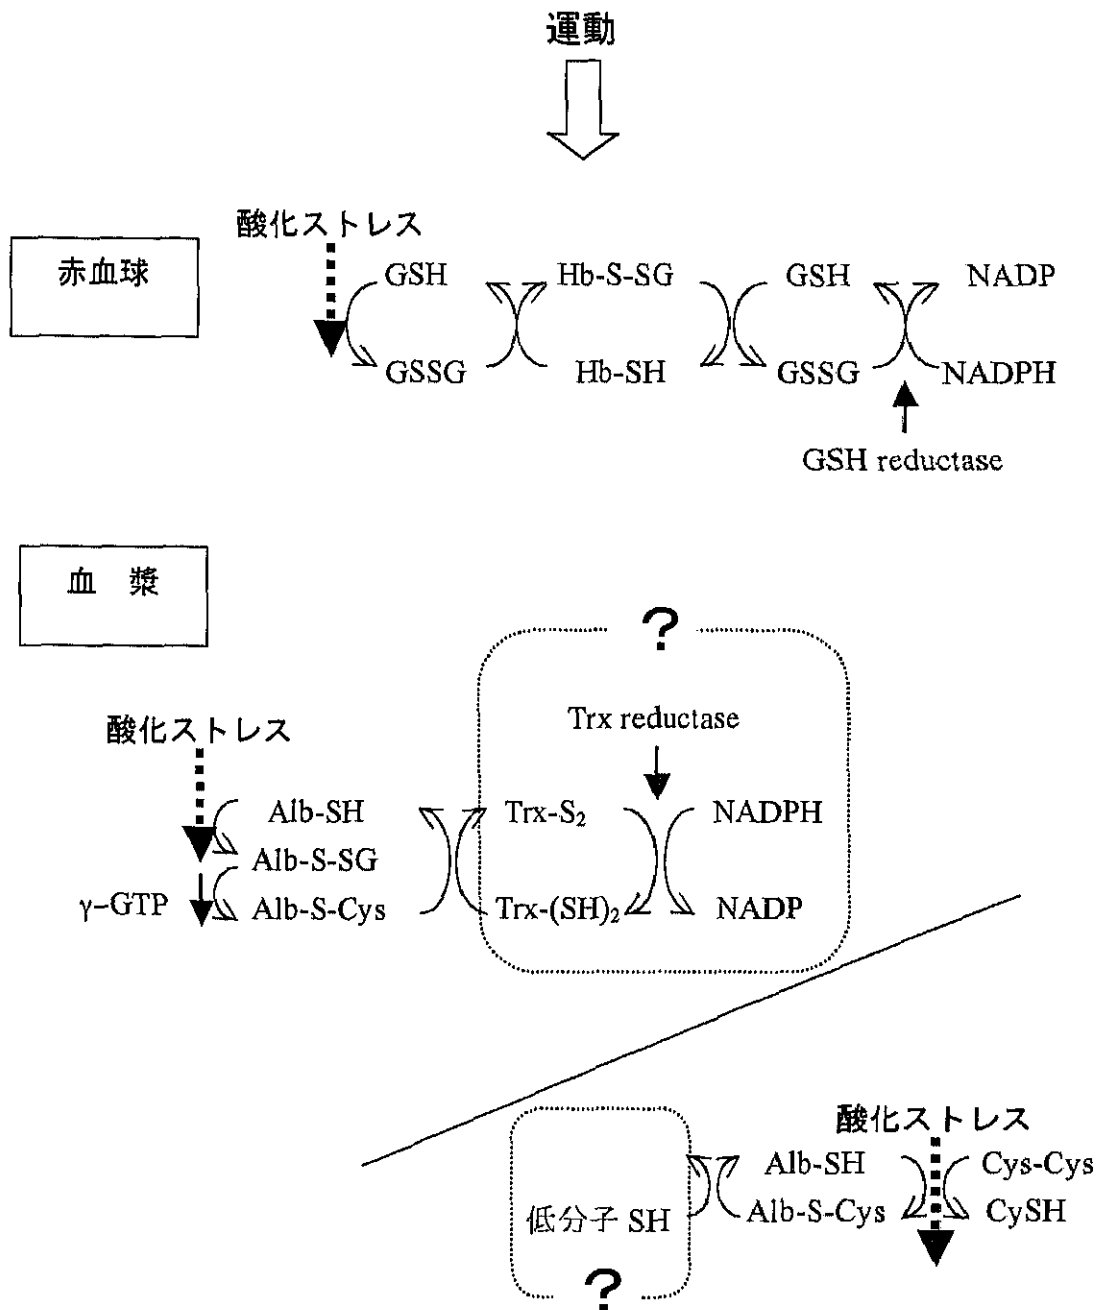 運動
酸化ストレス
赤血球
GSH Hb-S-SG GSH NADP
GSSG Hb-SH GSSG NADPH
GSH reductase
血 漿
?
Trx reductase
酸化ストレス
Alb-SH Trx-S₂ NADPH
Alb-S-SG
γ-GTP Alb-S-Cys Trx-(SH)₂ NADP
酸化ストレス
Alb-SH Cys-Cys
低分子 SH Alb-S-Cys CySH
?